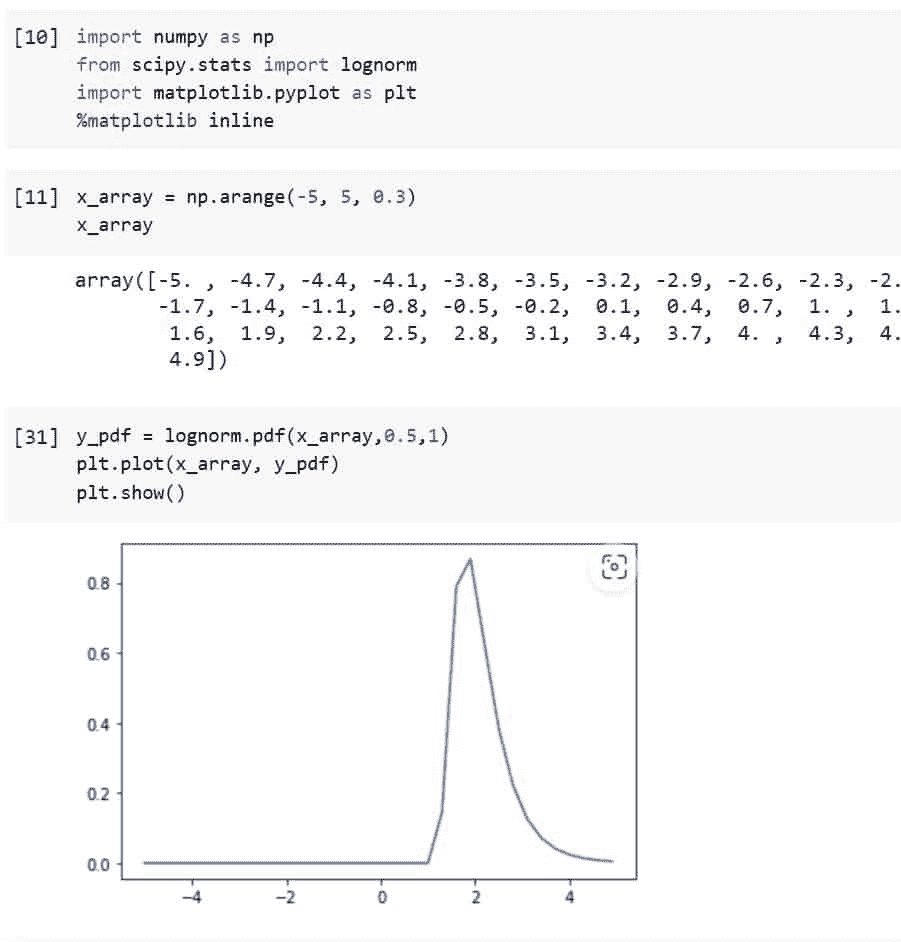 [10] import numpy as np
from scipy.stats import lognorm
import matplotlib.pyplot as plt
%matplotlib inline
[11] x_array = np.arange(-5, 5, 0.3)
x_array
array([-5. , -4.7, -4.4, -4.1, -3.8, -3.5, -3.2, -2.9, -2.6, -2.3, -2.
-1.7, -1.4, -1.1, -0.8, -0.5, -0.2, 0.1, 0.4, 0.7, 1. , 1.
1.6, 1.9, 2.2, 2.5, 2.8, 3.1, 3.4, 3.7, 4. , 4.3, 4.
4.9])
[31] y_pdf = lognorm.pdf(x_array,0.5,1)
plt.plot(x_array, y_pdf)
plt.show()
0.8
0.6
0.4
0.2
0.0
−4 −2 0 2 4